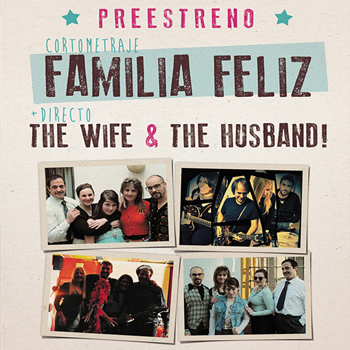 PREESTRENO
CORTOMETRAJE
FAMILIA FELIZ
+DIRECTO
THE WIFE & THE HUSBAND!